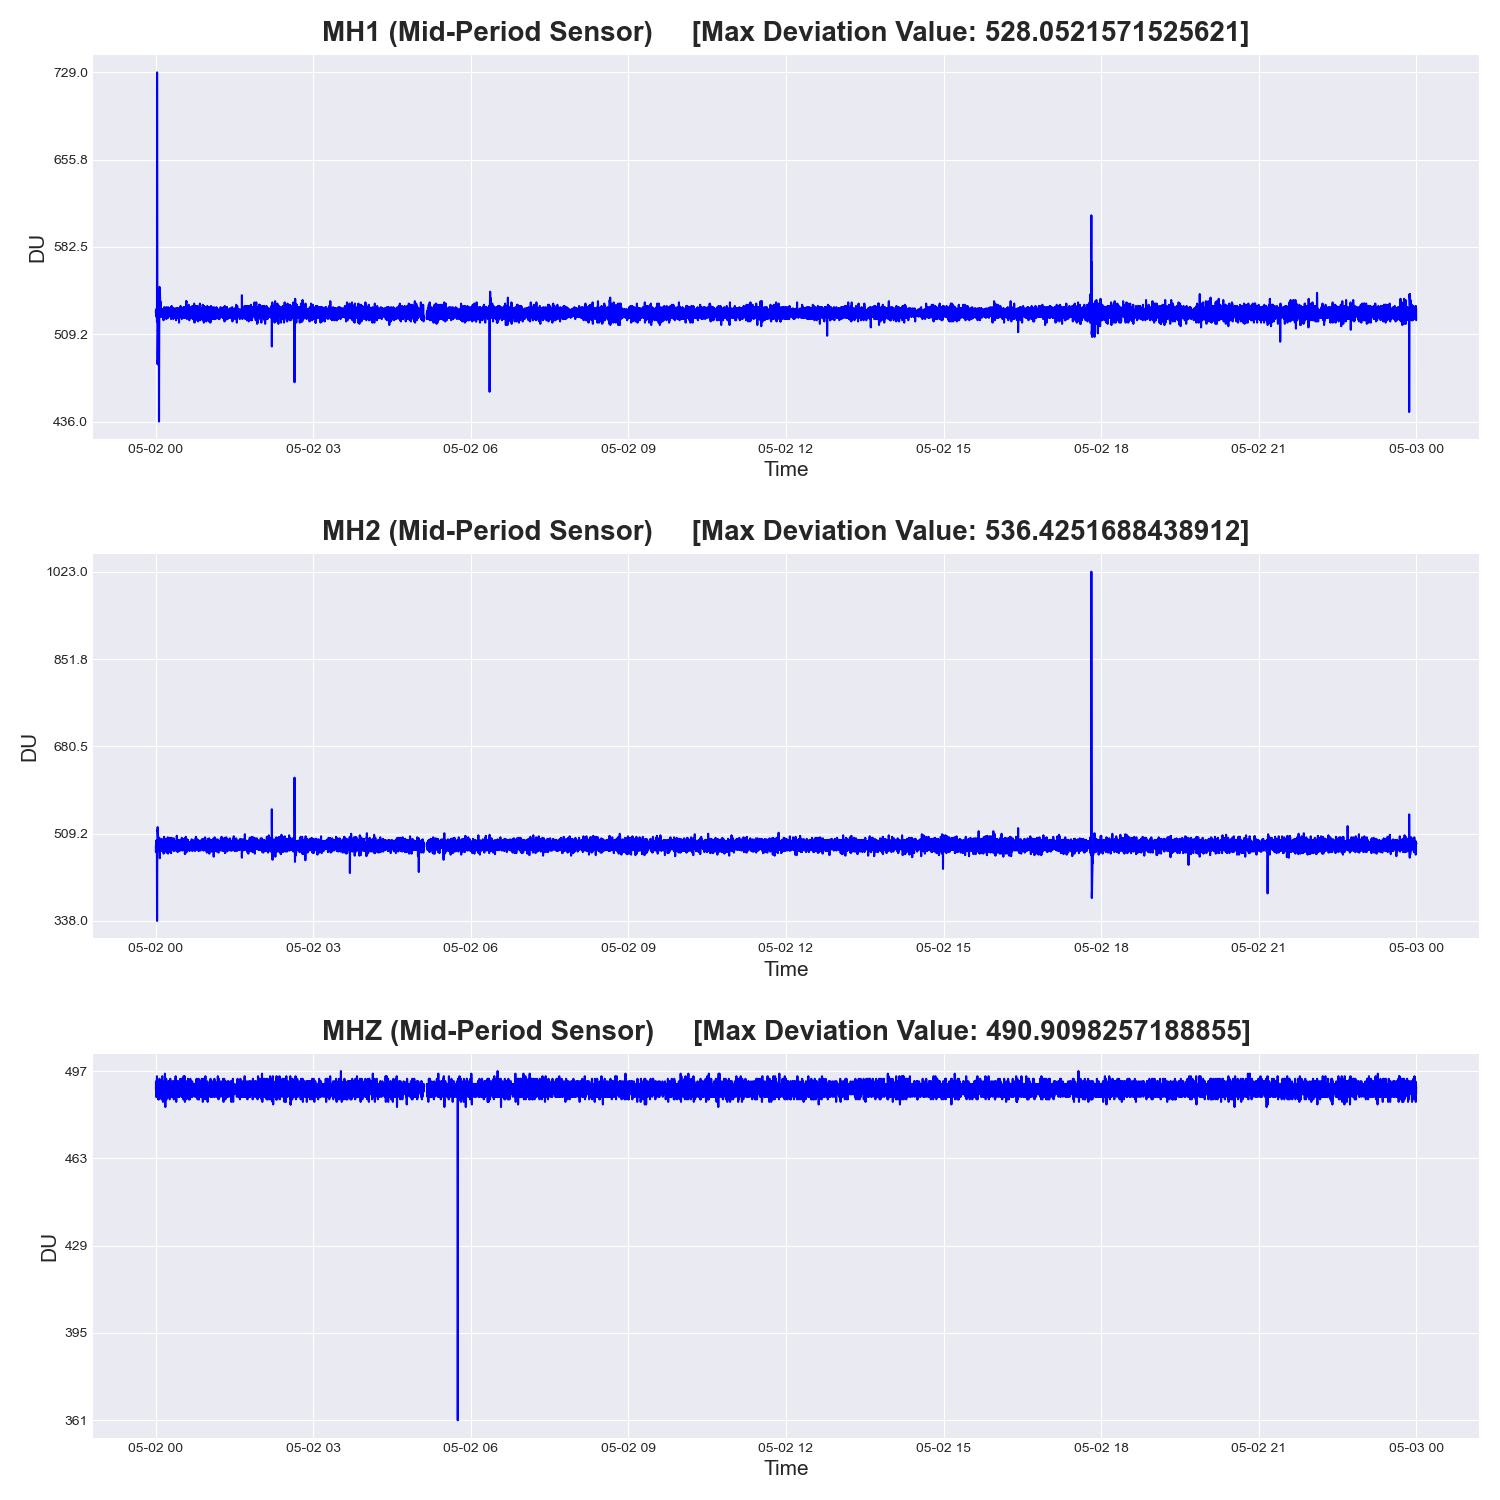 MH1 (Mid-Period Sensor) [Max Deviation Value: 528.0521571525621]
729.0
655.8
582.5
509.2
436.0
DU
05-02 00 05-02 03 05-02 06 05-02 09 05-02 12 05-02 15 05-02 18 05-02 21 05-03 00
Time
MH2 (Mid-Period Sensor) [Max Deviation Value: 536.4251688438912]
1023.0
851.8
680.5
509.2
338.0
DU
05-02 00 05-02 03 05-02 06 05-02 09 05-02 12 05-02 15 05-02 18 05-02 21 05-03 00
Time
MHZ (Mid-Period Sensor) [Max Deviation Value: 490.9098257188855]
497
463
429
395
361
DU
05-02 00 05-02 03 05-02 06 05-02 09 05-02 12 05-02 15 05-02 18 05-02 21 05-03 00
Time